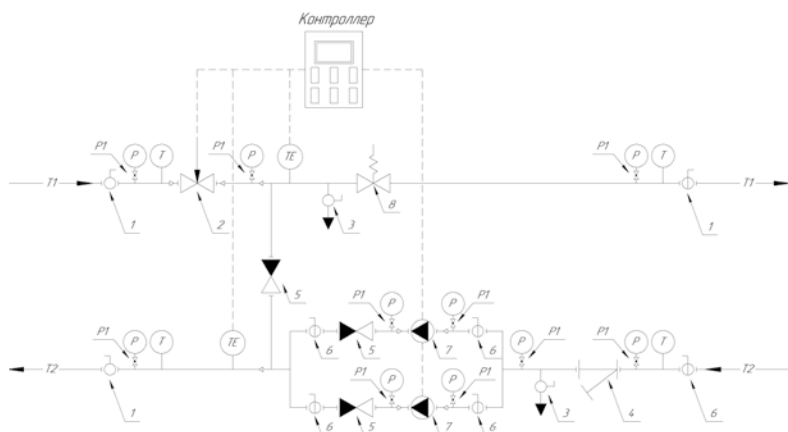 Контроллер
P1 P T P1 P TE P1 P T
T1 T1
1 2 3 8 1
5
P1 P P P1
P1 P T TE 6 5 7 6 P P1 P1 P T
T2 P1 P P P1 T2
1 3 4 6
6 5 7 6